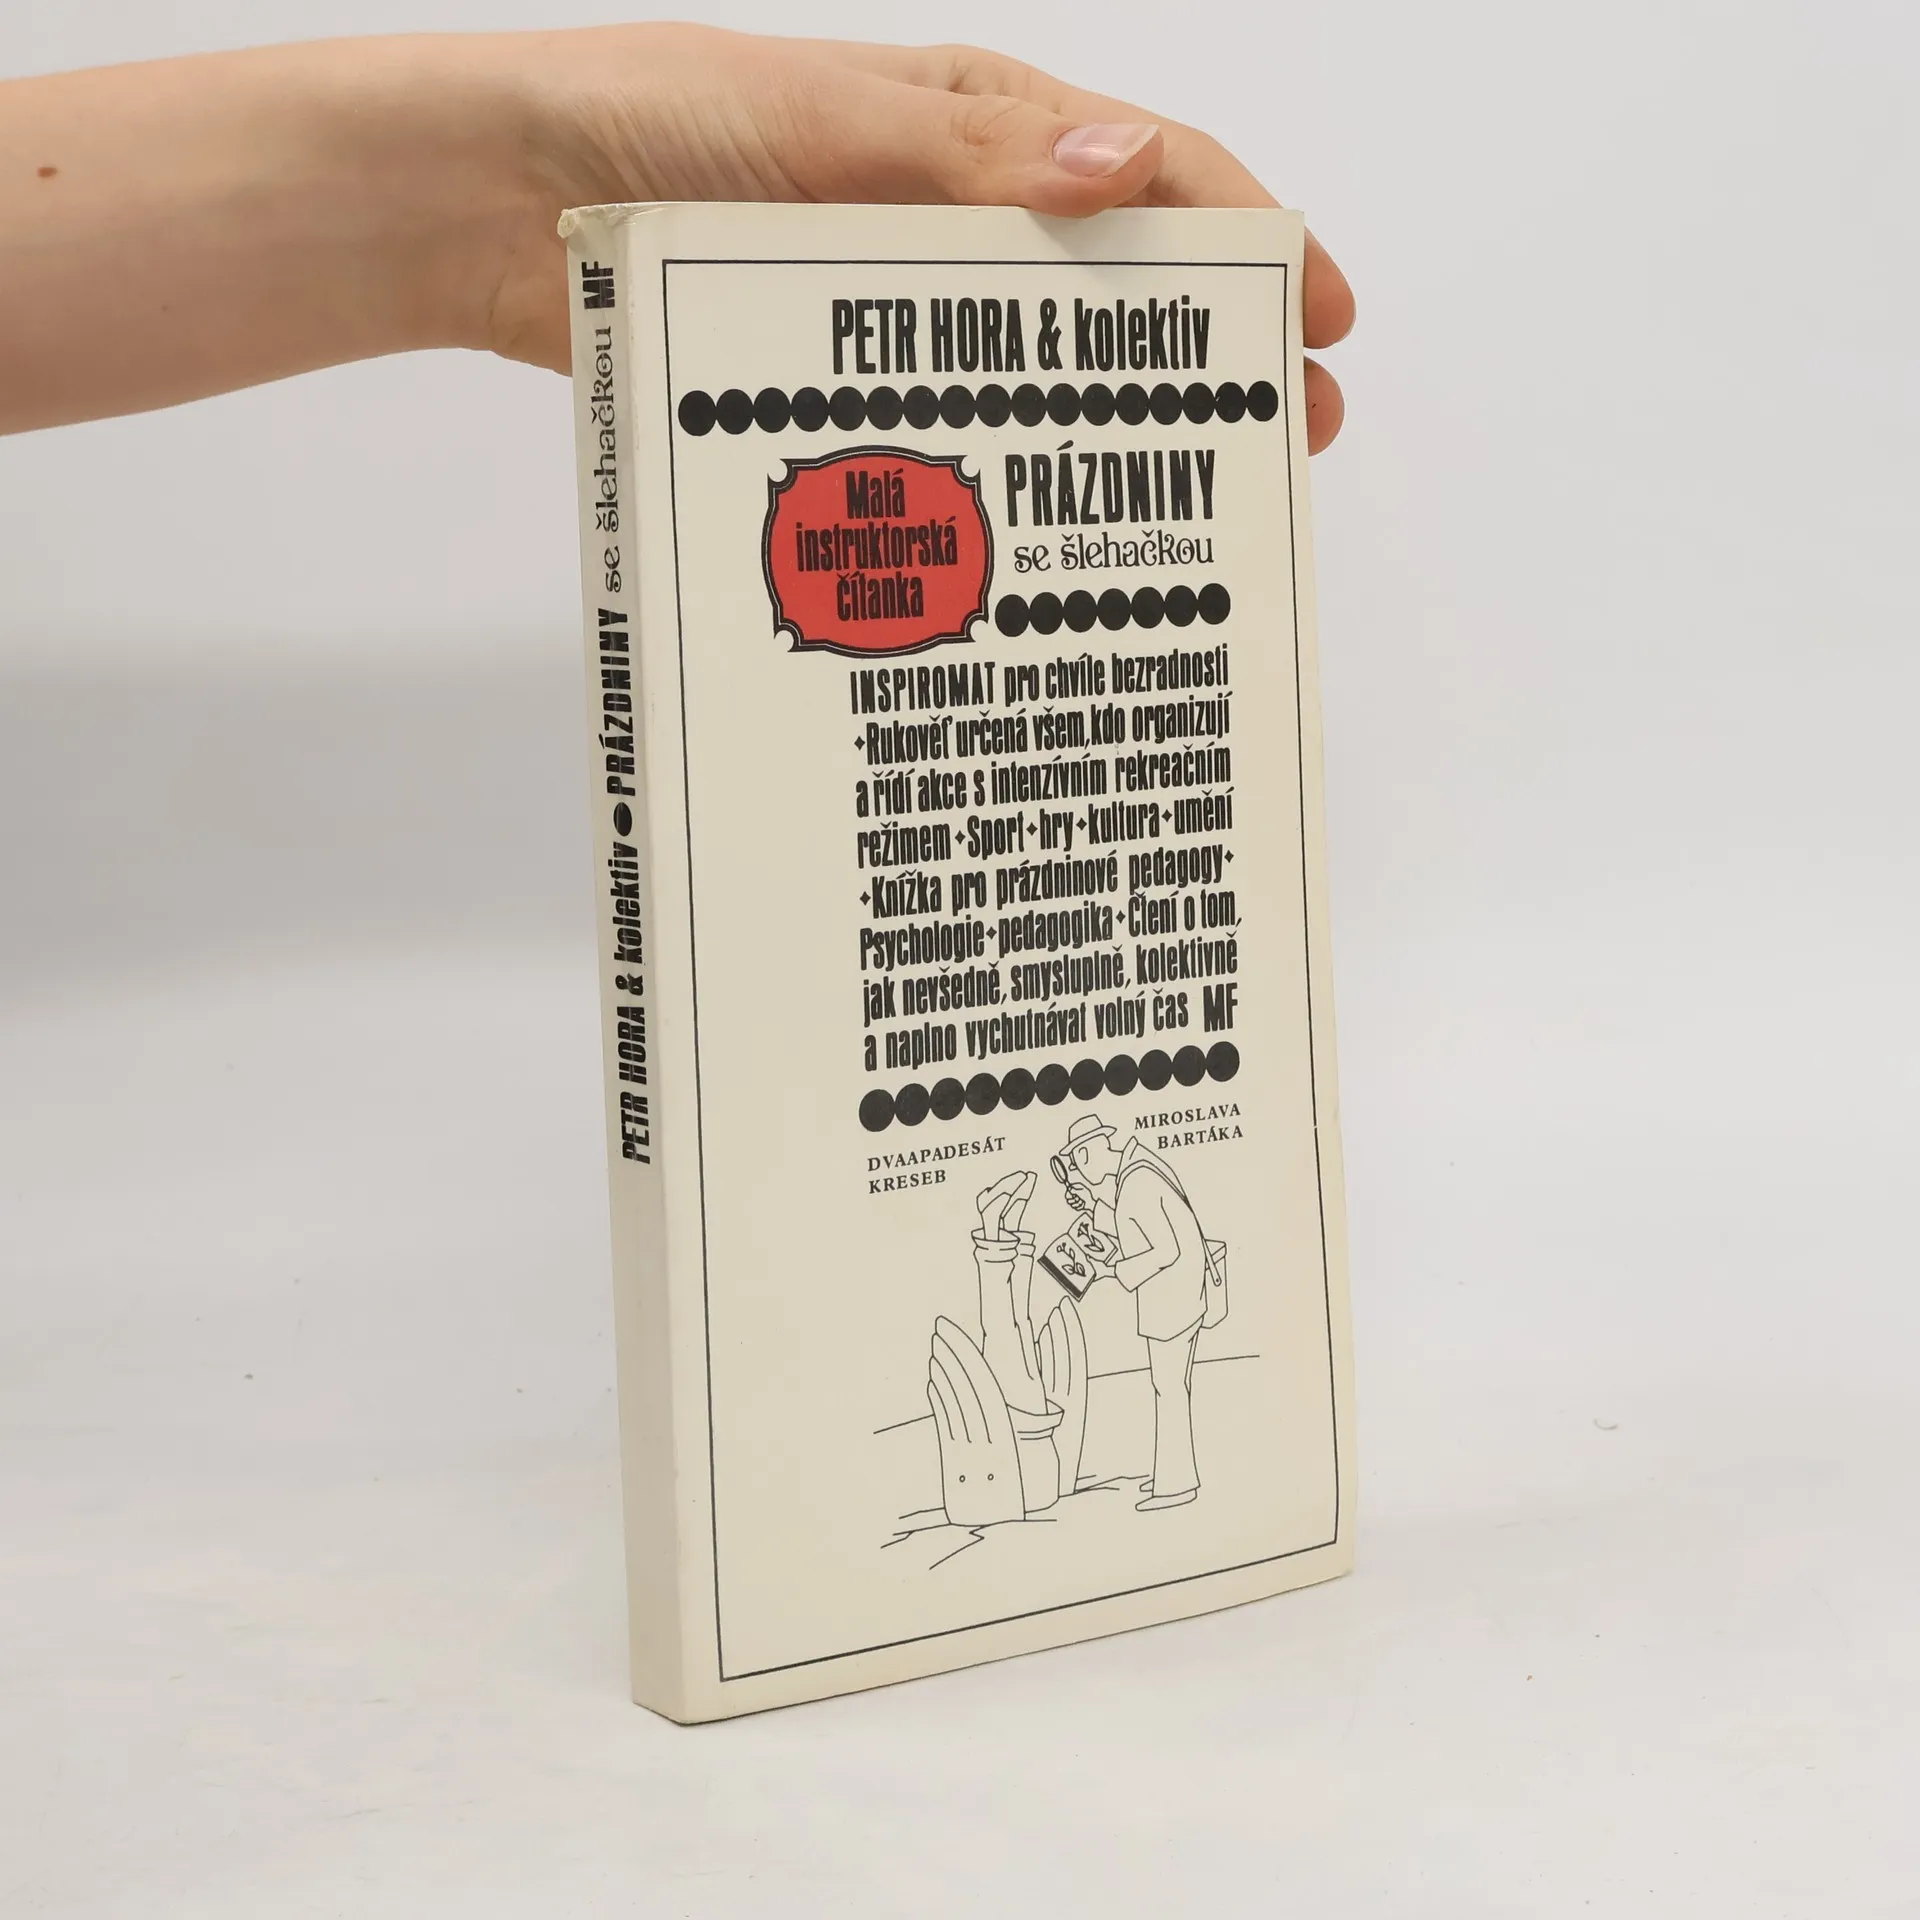 PETR HORA & kolektiv ● PRÁZDNINY se šlehačkou MF
PETR HORA & kolektiv
Malá
instruktorská
čítanka
PRÁZDNINY
se šlehačkou
INSPIROMAT pro chvíle bezradnosti
✦Rukověť určená všem,kdo organizují
a řídí akce s intenzívním rekreačním
režimem✦Sport✦hry✦kultura✦umění
✦Knížka pro prázdninové pedagogy✦
Psychologie✦pedagogika✦Čtení o tom,
jak nevšedně, smysluplně, kolektivně
a naplno vychutnávat volný čas MF
DVAAPADESÁT
KRESEB
MIROSLAVA
BARTÁKA